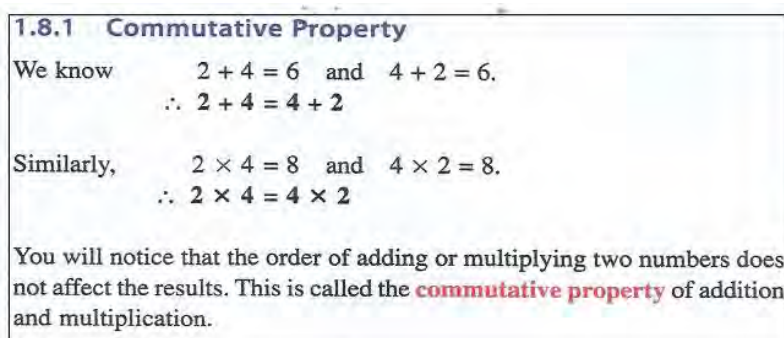 1.8.1 Commutative Property
We know 2 + 4 = 6 and 4 + 2 = 6.
∴ 2 + 4 = 4 + 2
Similarly, 2 × 4 = 8 and 4 × 2 = 8.
∴ 2 × 4 = 4 × 2
You will notice that the order of adding or multiplying two numbers does
not affect the results. This is called the commutative property of addition
and multiplication.